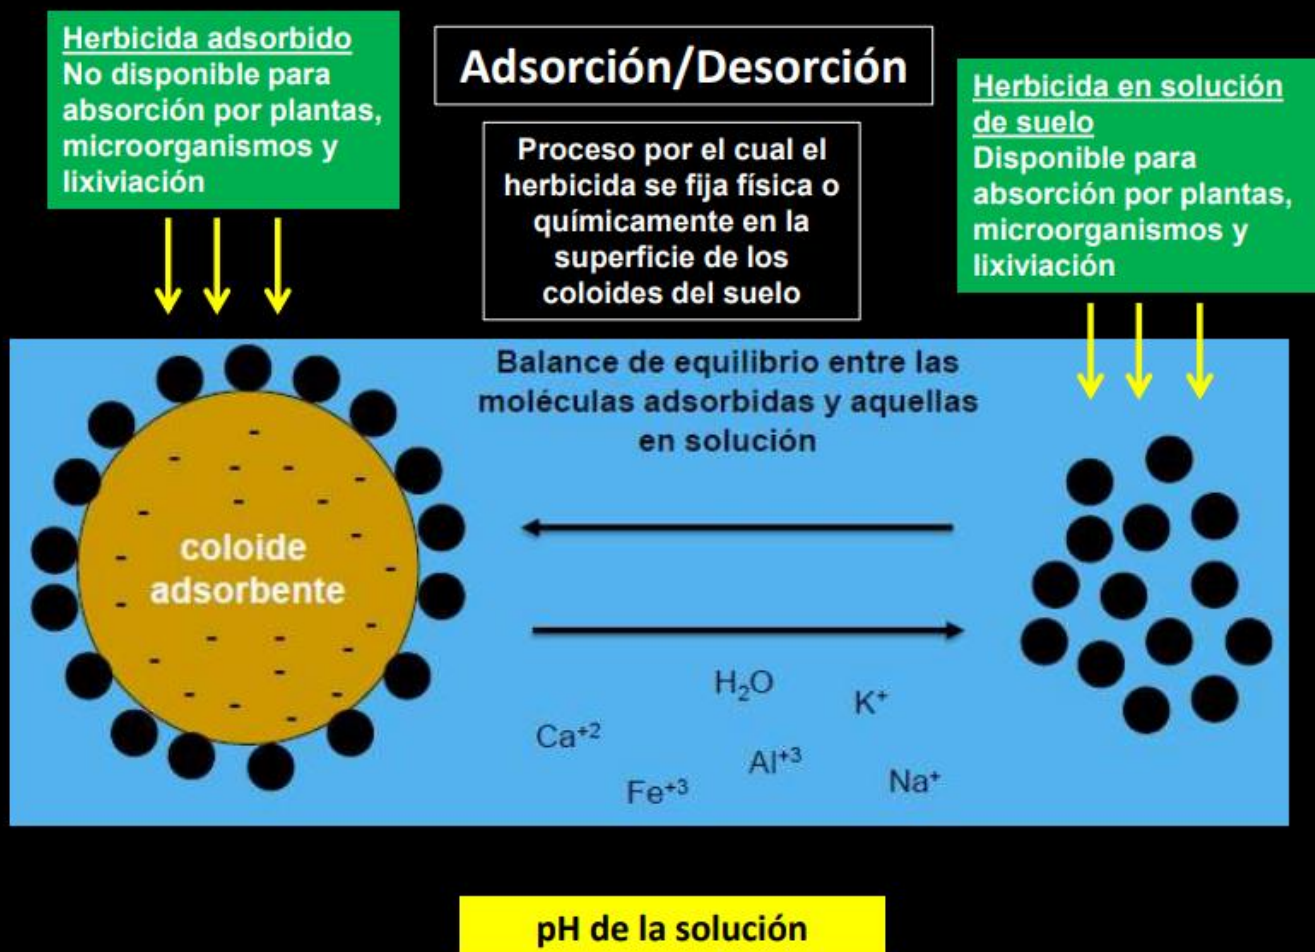 Herbicida adsorbido
No disponible para
absorción por plantas,
microorganismos y
lixiviación
Adsorción/Desorción
Proceso por el cual el
herbicida se fija física o
químicamente en la
superficie de los
coloides del suelo
Herbicida en solución
de suelo
Disponible para
absorción por plantas,
microorganismos y
lixiviación
Balance de equilibrio entre las
moléculas adsorbidas y aquellas
en solución
coloide
adsorbente
H₂O
K⁺
Ca⁺²
Al⁺³
Fe⁺³
Na⁺
pH de la solución